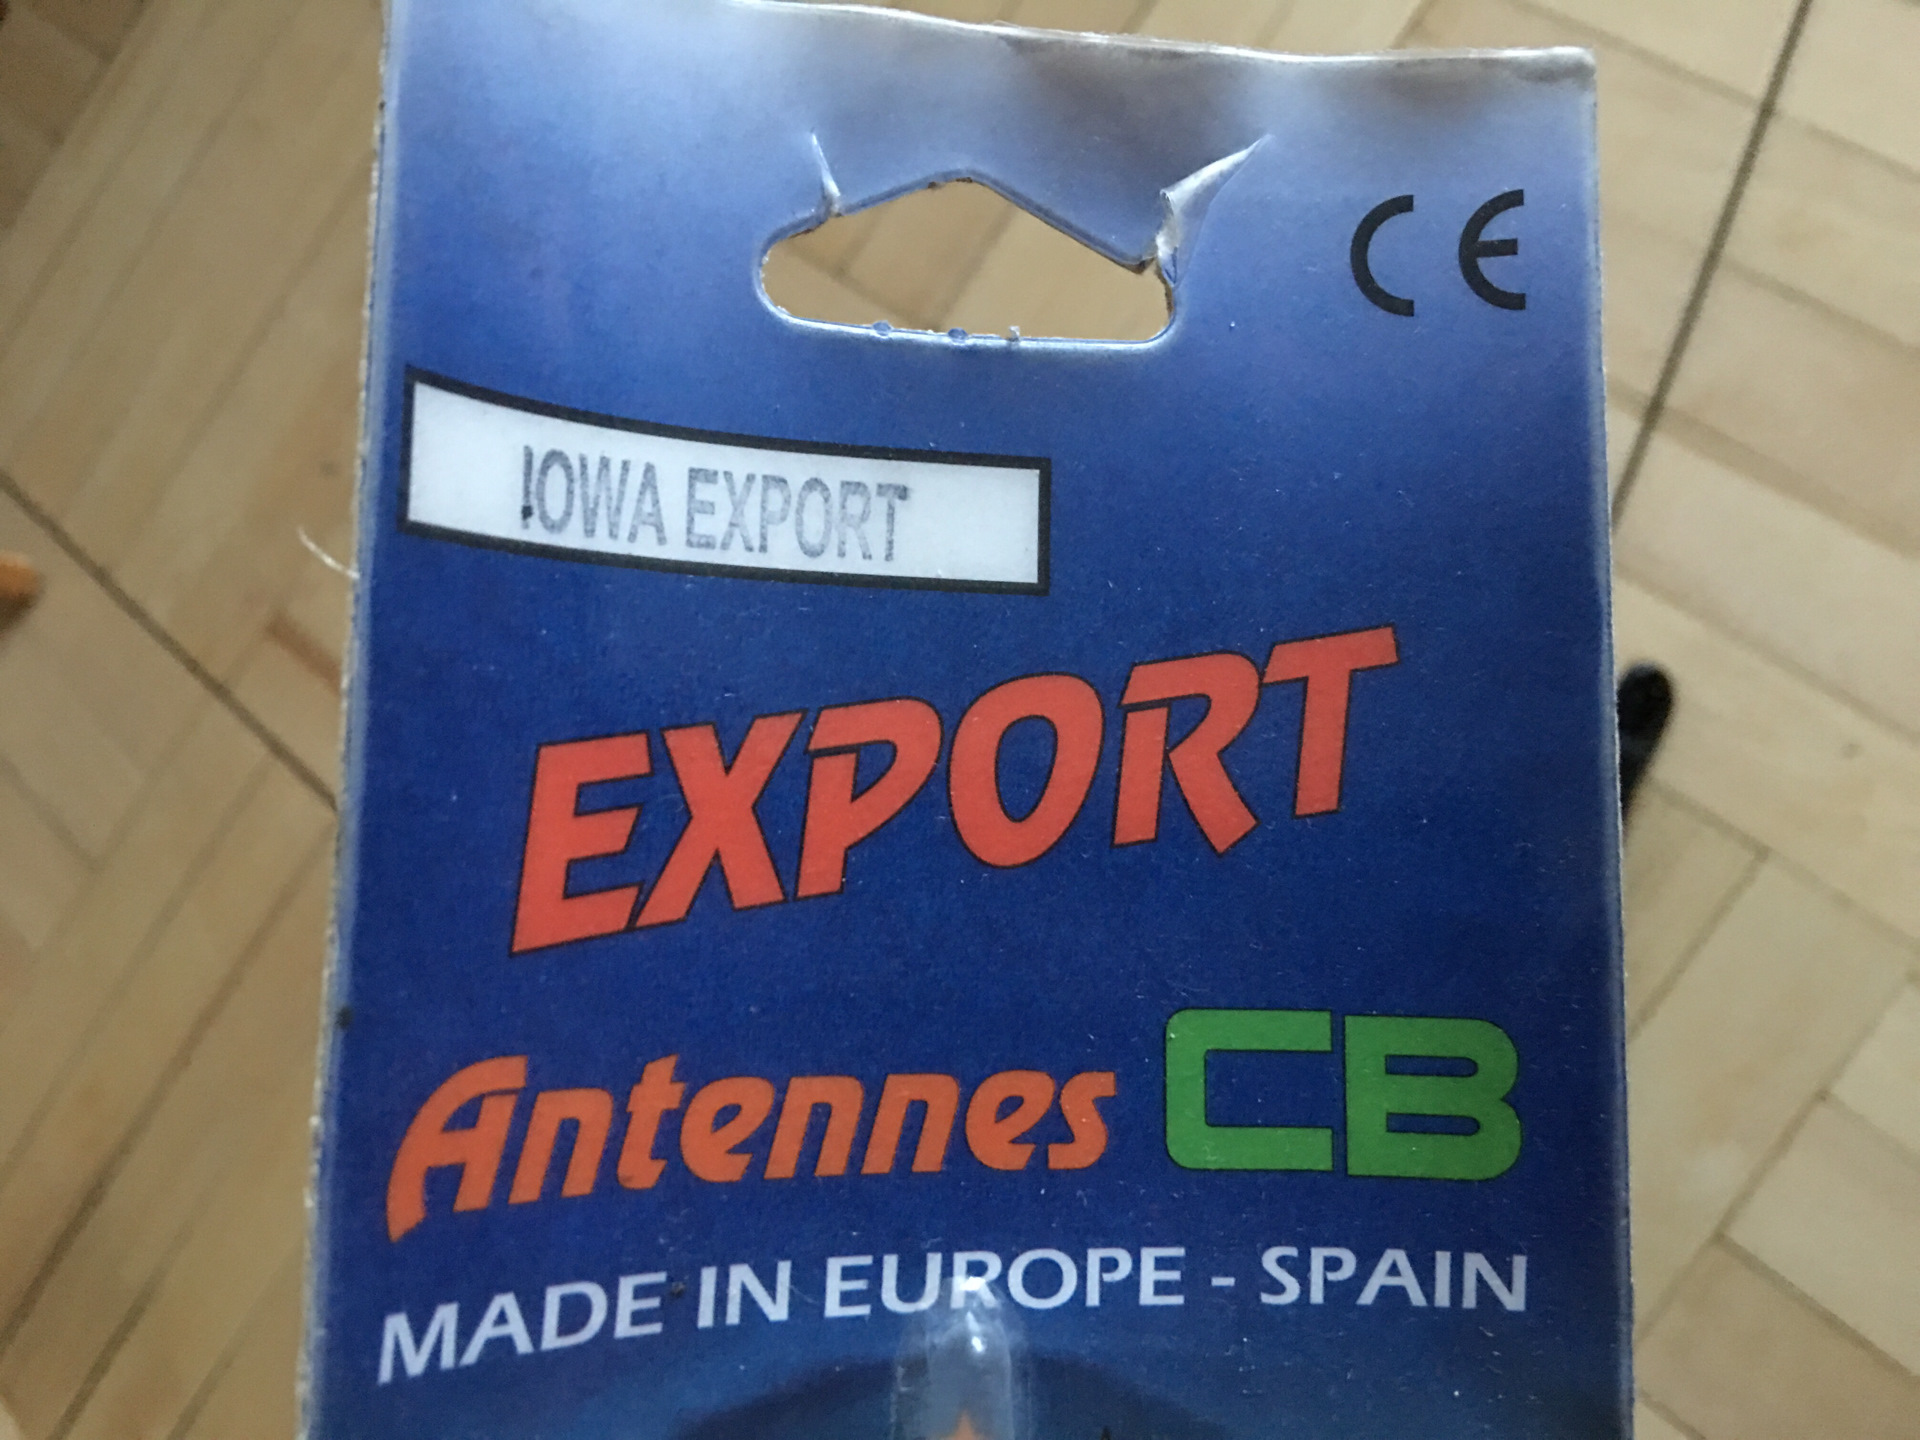 CE
IOWA EXPORT
EXPORT
Antennes CB
MADE IN EUROPE - SPAIN